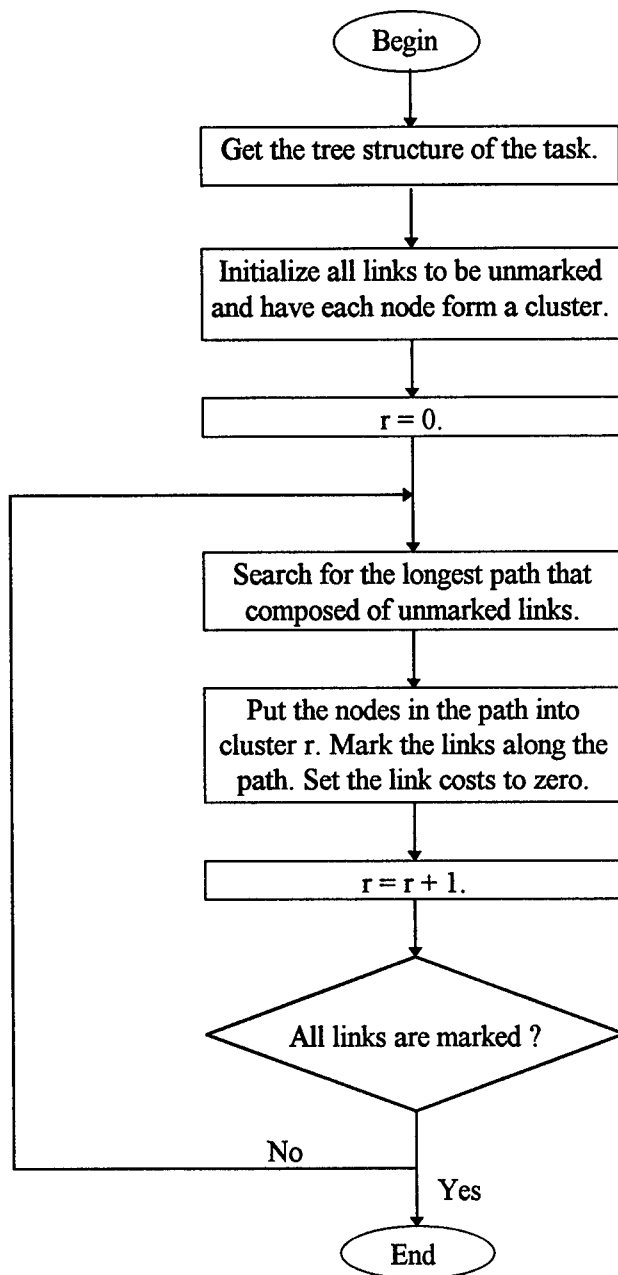 Begin
Get the tree structure of the task.
Initialize all links to be unmarked
and have each node form a cluster.
r = 0.
Search for the longest path that
composed of unmarked links.
Put the nodes in the path into
cluster r. Mark the links along the
path. Set the link costs to zero.
r = r + 1.
All links are marked ?
No
Yes
End